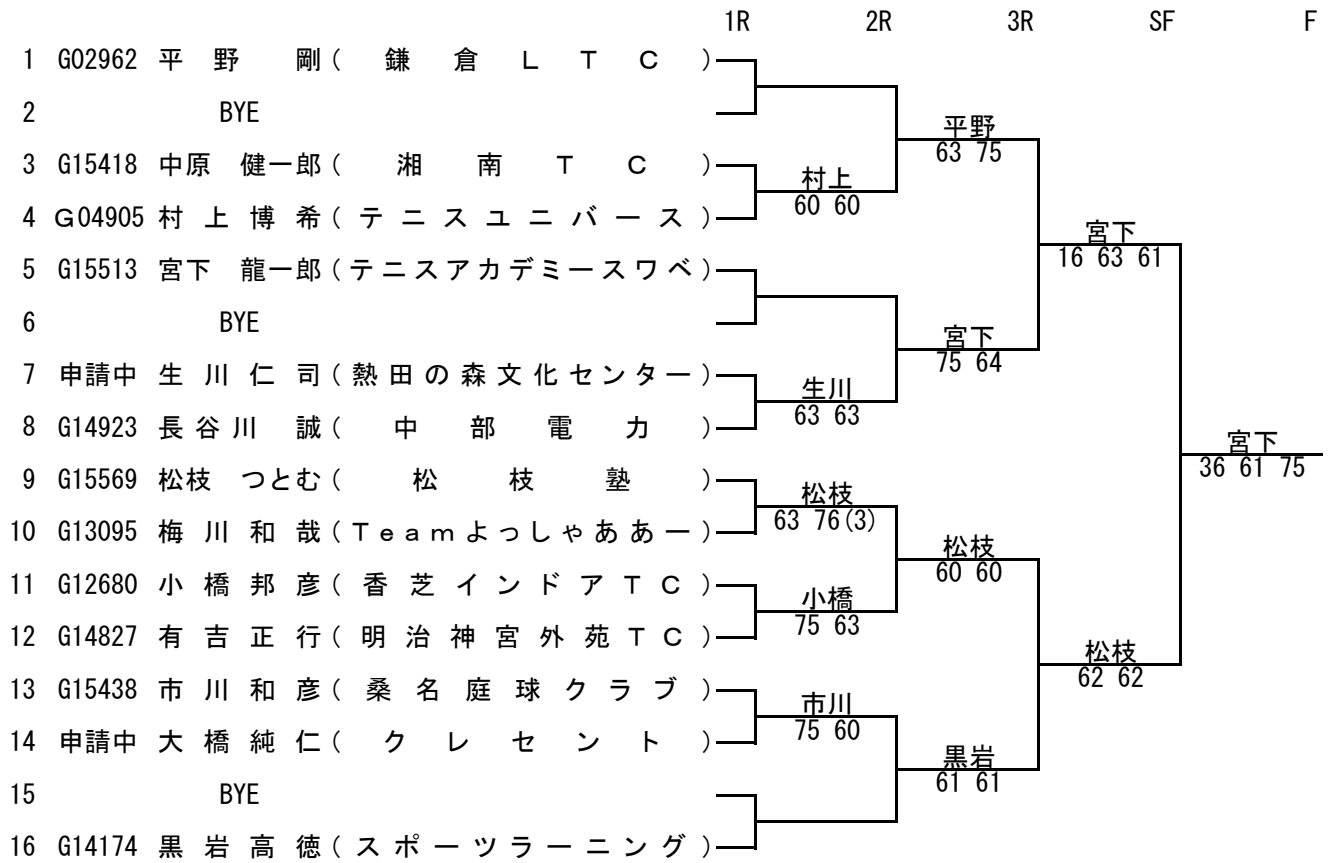 1R 2R 3R SF F
1 G02962 平野 剛(鎌倉LTC)
2 BYE
平野
63 75
3 G15418 中原 健一郎(湘南TC)
村上
60 60
4 G04905 村上博希(テニスユニバース)
宮下
16 63 61
5 G15513 宮下 龍一郎(テニスアカデミースワベ)
6 BYE
宮下
75 64
7 申請中 生川仁司(熱田の森文化センター)
生川
63 63
8 G14923 長谷川 誠(中部電力)
宮下
36 61 75
9 G15569 松枝 つとむ(松枝塾)
松枝
63 76(3)
10 G13095 梅川和哉(Teamよっしゃああー)
松枝
60 60
11 G12680 小橋邦彦(香芝インドアTC)
小橋
75 63
12 G14827 有吉正行(明治神宮外苑TC)
松枝
62 62
13 G15438 市川和彦(桑名庭球クラブ)
市川
75 60
14 申請中 大橋純仁(クレセント)
黒岩
61 61
15 BYE
16 G14174 黒岩高徳(スポーツラーニング)